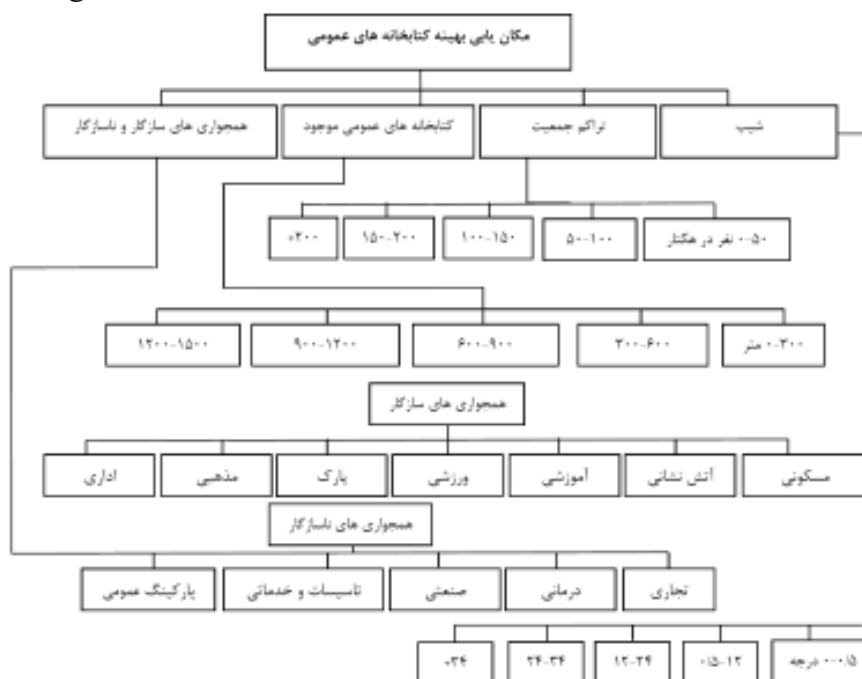 مکان یابی بهینه کتابخانه های عمومی
شیب
تراکم جمعیت
کتابخانه های عمومی موجود
همجواری های سازگار و ناسازگار
۰-۵۰ نفر در هکتار
۵۰-۱۰۰
۱۰۰-۱۵۰
۱۵۰-۲۰۰
+۲۰۰
۰-۳۰۰ متر
۳۰۰-۶۰۰
۶۰۰-۹۰۰
۹۰۰-۱۲۰۰
۱۲۰۰-۱۵۰۰
همجواری های سازگار
مسکونی
آتش نشانی
آموزشی
ورزشی
پارک
مذهبی
اداری
همجواری های ناسازگار
تجاری
درمانی
صنعتی
تاسیسات و خدماتی
پارکینگ عمومی
۰-۰/۵ درجه
۰/۵-۱۲
۱۲-۲۴
۲۴-۳۴
+۳۴